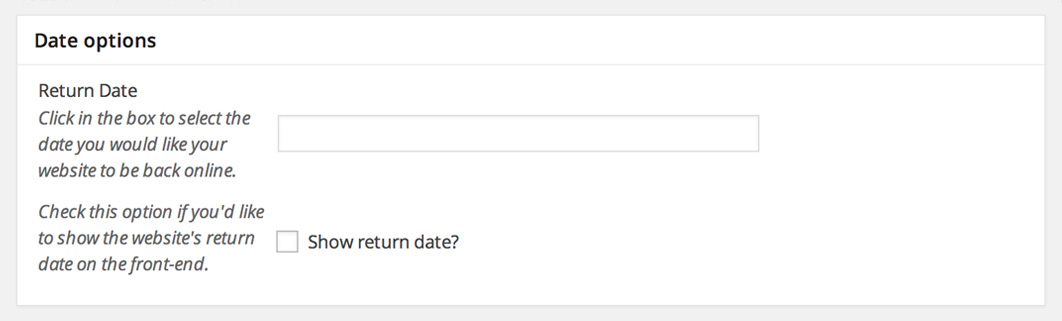 Date options
Return Date
Click in the box to select the
date you would like your
website to be back online.
Check this option if you'd like
to show the website's return
date on the front-end.
Show return date?